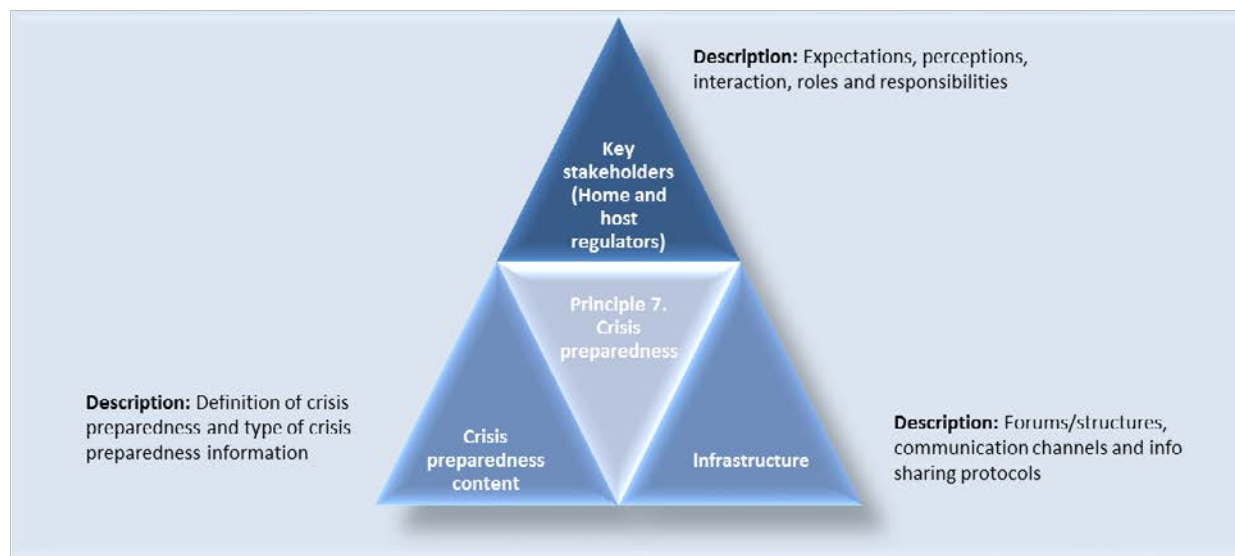 Description: Expectations, perceptions,
interaction, roles and responsibilities
Key
stakeholders
(Home and
host
regulators)
Principle 7.
Crisis
preparedness
Description: Definition of crisis
preparedness and type of crisis
preparedness information
Crisis
preparedness
content
Infrastructure
Description: Forums/structures,
communication channels and info
sharing protocols